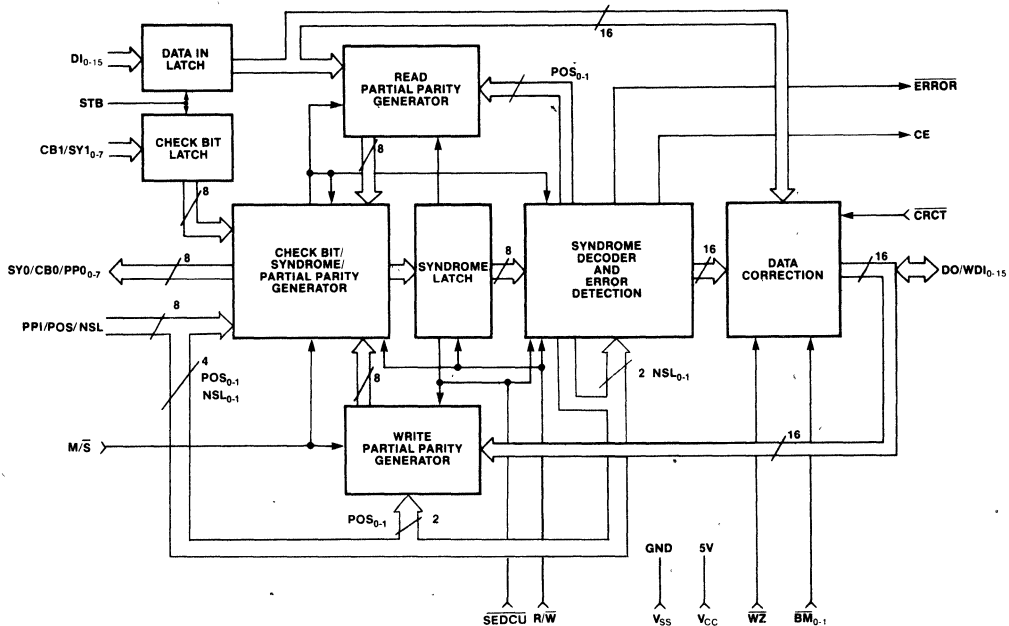 16
DI0-15
DATA IN
LATCH
STB
CHECK BIT
LATCH
CB1/SY10-7
8
READ
PARTIAL PARITY
GENERATOR
POS0-1
ERROR
CE
8
CRCT
SY0/CB0/PP00-7
8
CHECK BIT/
SYNDROME/
PARTIAL PARITY
GENERATOR
SYNDROME
LATCH
8
SYNDROME
DECODER
AND
ERROR
DETECTION
16
DATA
CORRECTION
16
DO/WDI0-15
PPI/POS/NSL
8
4
POS0-1
NSL0-1
8
2 NSL0-1
M/S
WRITE
PARTIAL PARITY
GENERATOR
16
POS0-1
2
GND
5V
SEDCU
R/W
VSS
VCC
WZ
BM0-1